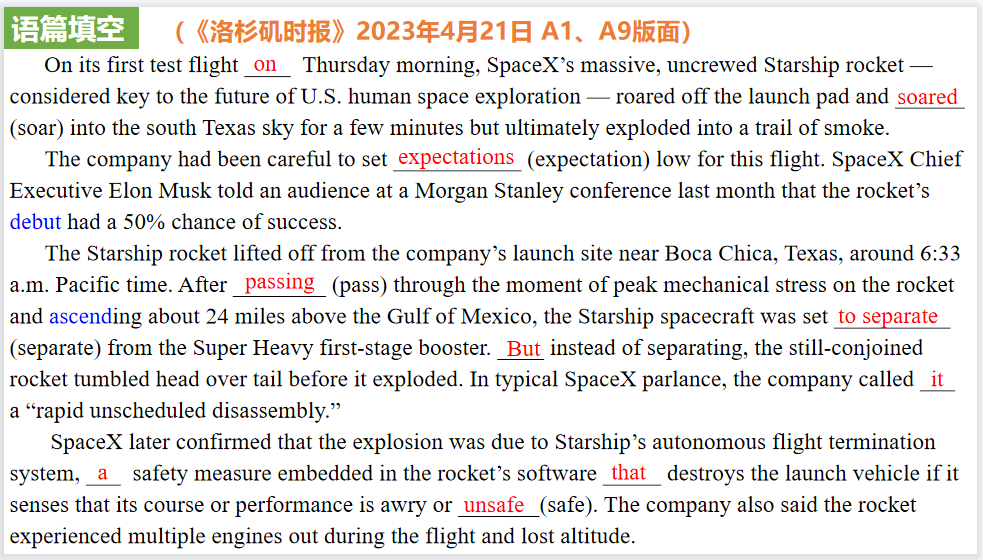 语篇填空 (《洛杉矶时报》2023年4月21日 A1、A9版面)
On its first test flight on Thursday morning, SpaceX’s massive, uncrewed Starship rocket —
considered key to the future of U.S. human space exploration — roared off the launch pad and soared
(soar) into the south Texas sky for a few minutes but ultimately exploded into a trail of smoke.
The company had been careful to set expectations (expectation) low for this flight. SpaceX Chief
Executive Elon Musk told an audience at a Morgan Stanley conference last month that the rocket’s
debut had a 50% chance of success.
The Starship rocket lifted off from the company’s launch site near Boca Chica, Texas, around 6:33
a.m. Pacific time. After passing (pass) through the moment of peak mechanical stress on the rocket
and ascending about 24 miles above the Gulf of Mexico, the Starship spacecraft was set to separate
(separate) from the Super Heavy first-stage booster. But instead of separating, the still-conjoined
rocket tumbled head over tail before it exploded. In typical SpaceX parlance, the company called it
a “rapid unscheduled disassembly.”
SpaceX later confirmed that the explosion was due to Starship’s autonomous flight termination
system, a safety measure embedded in the rocket’s software that destroys the launch vehicle if it
senses that its course or performance is awry or unsafe (safe). The company also said the rocket
experienced multiple engines out during the flight and lost altitude.